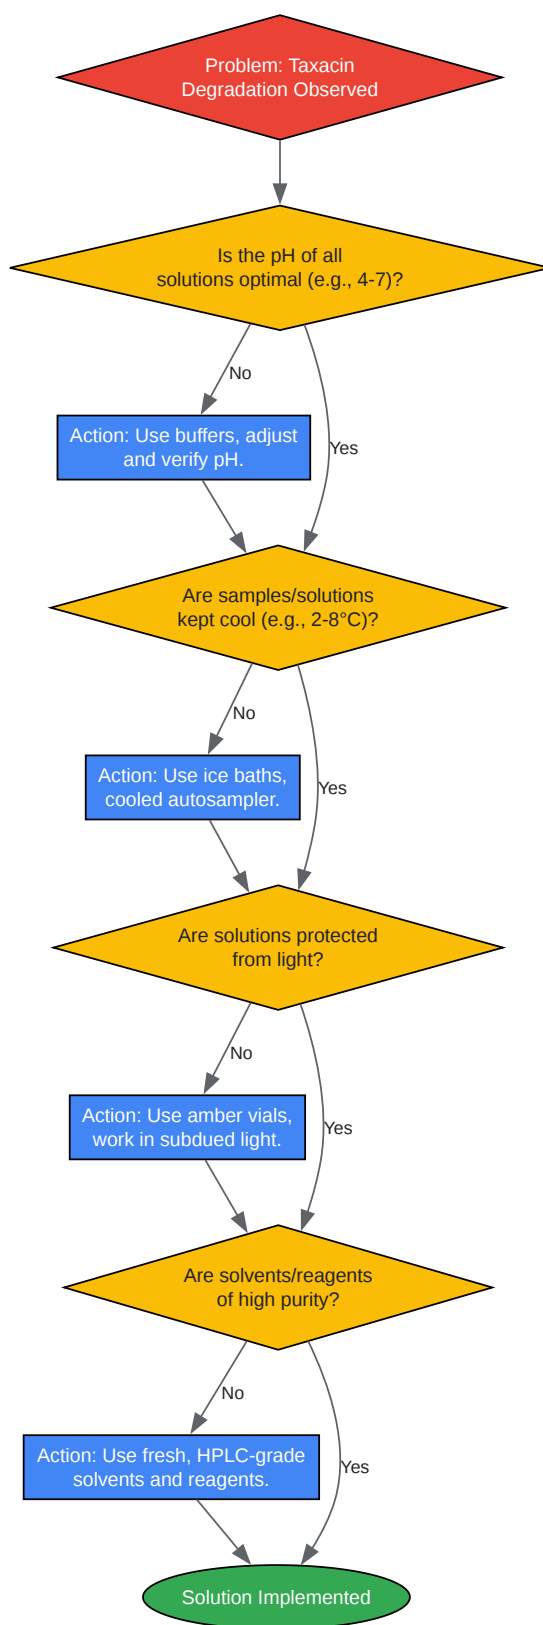 Problem: Taxacin
Degradation Observed
Is the pH of all
solutions optimal (e.g., 4-7)?
No
Action: Use buffers, adjust
and verify pH.
Yes
Are samples/solutions
kept cool (e.g., 2-8°C)?
No
Action: Use ice baths,
cooled autosampler.
Yes
Are solutions protected
from light?
No
Action: Use amber vials,
work in subdued light.
Yes
Are solvents/reagents
of high purity?
No
Action: Use fresh, HPLC-grade
solvents and reagents.
Yes
Solution Implemented